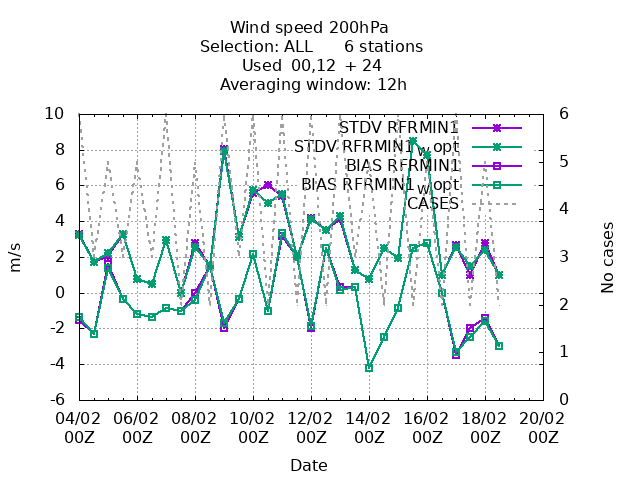 Wind speed 200hPa
Selection: ALL 6 stations
Used 00,12 + 24
Averaging window: 12h
STDV RFRMIN1
STDV RFRMIN1_W_opt
BIAS RFRMIN1
BIAS RFRMIN1_W_opt
CASES
10
8
6
4
2
0
-2
-4
-6
m/s
6
5
4
3
2
1
0
No cases
04/02 06/02 08/02 10/02 12/02 14/02 16/02 18/02 20/02
00Z 00Z 00Z 00Z 00Z 00Z 00Z 00Z 00Z
Date